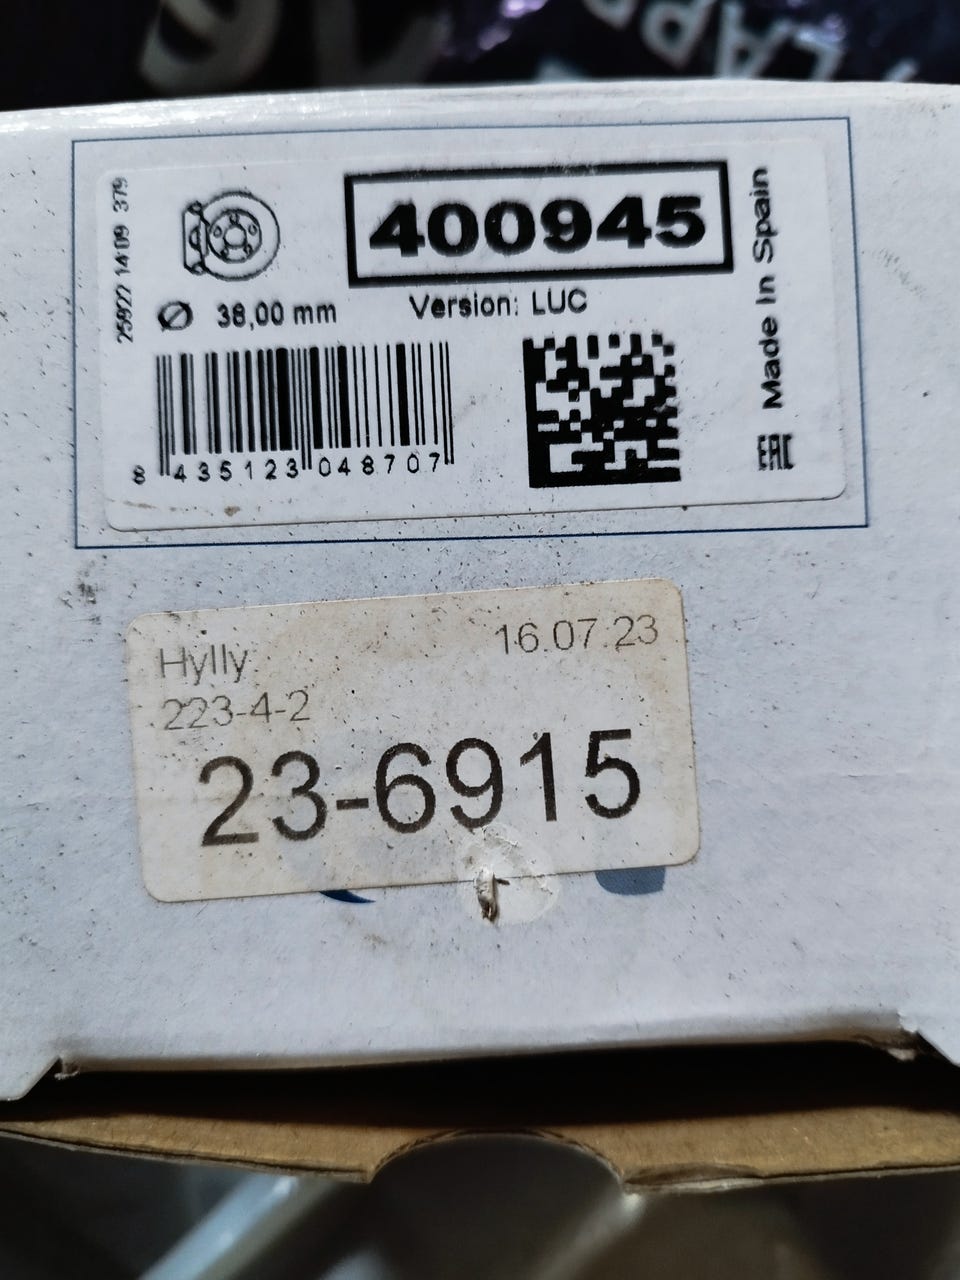 25922 14:09 379
400945
Ø 38,00 mm
Version: LUC
Made In Spain
EAC
8 435123 048707
Hylly
16.07.23
223-4-2
23-6915